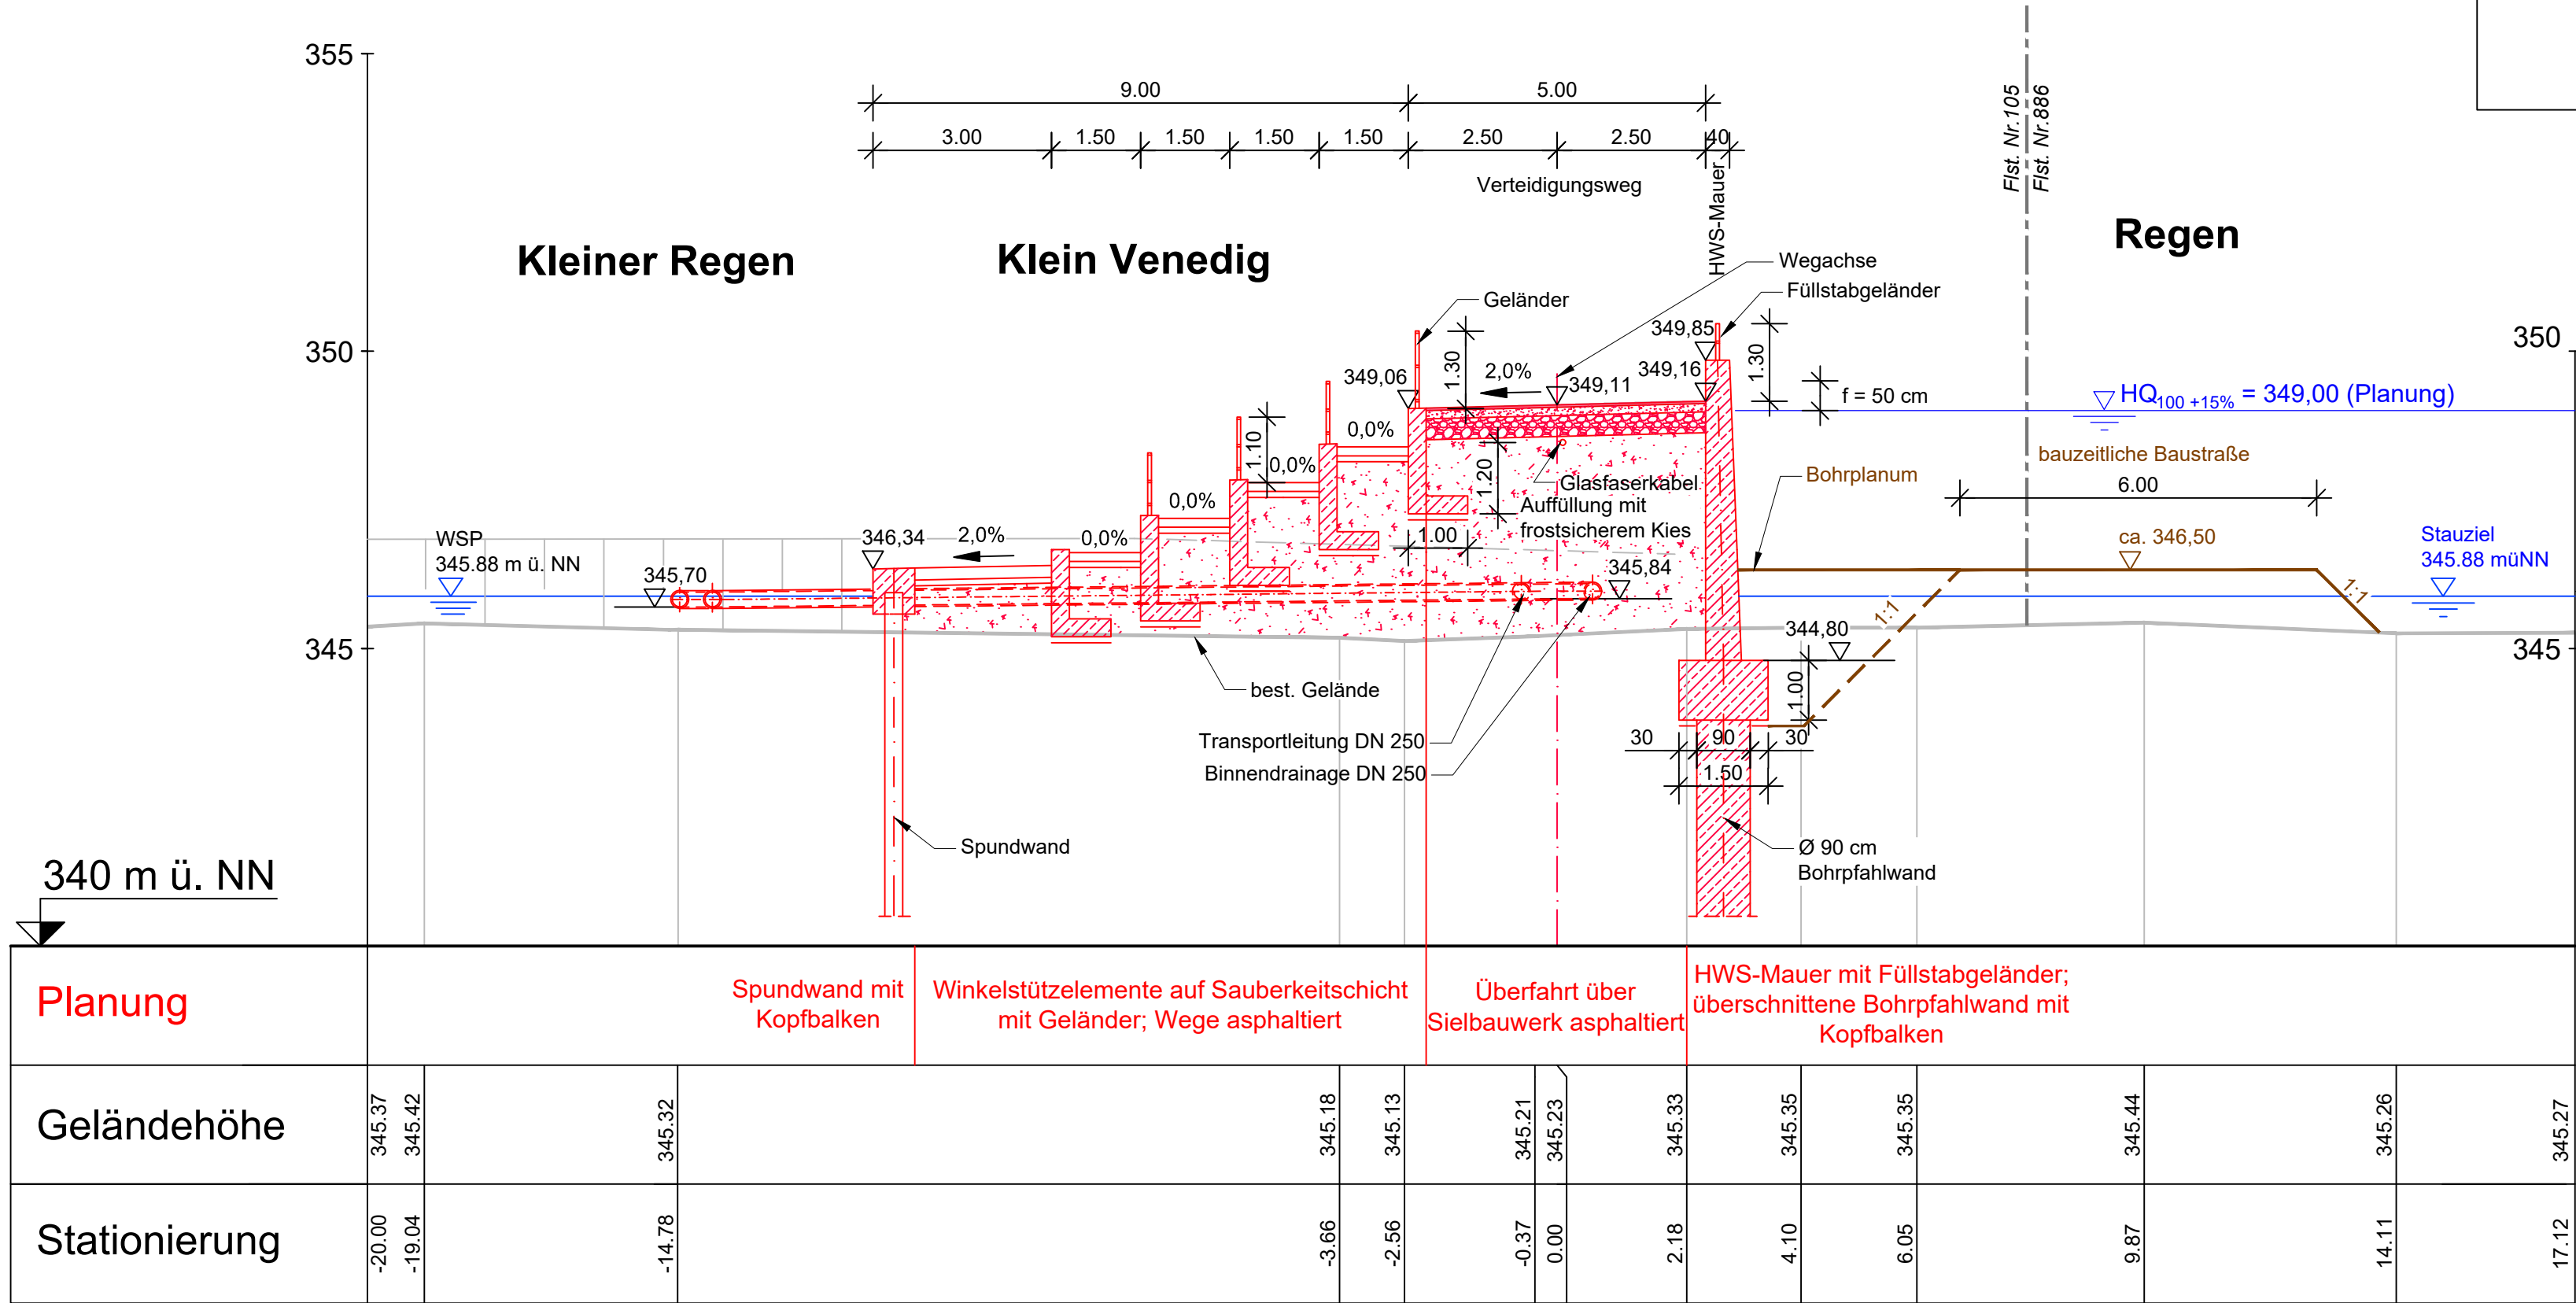 355
9.00
5.00
3.00
1.50
1.50
1.50
1.50
2.50
2.50
40
Verteidigungsweg
HWS-Mauer
Flst. Nr.105
Flst. Nr.886
Kleiner Regen
Klein Venedig
Regen
Wegachse
Füllstabgeländer
Geländer
350
350
349,85
349,16
349,06
1.30
2,0%
349,11
1.30
f = 50 cm
HQ100 +15% = 349,00 (Planung)
0,0%
1.10
0,0%
1.20
Glasfaserkabel
Auffüllung mit
frostsicherem Kies
1.00
Bohrplanum
bauzeitliche Baustraße
6.00
0,0%
WSP
345.88 m ü. NN
346,34
2,0%
0,0%
ca. 346,50
Stauziel
345.88 müNN
345,70
345,84
1:1
1:1
344,80
345
345
best. Gelände
1.00
Transportleitung DN 250
Binnendrainage DN 250
30
90
30
1.50
Spundwand
Ø 90 cm
Bohrpfahlwand
340 m ü. NN
Planung
Spundwand mit
Kopfbalken
Winkelstützelemente auf Sauberkeitschicht
mit Geländer; Wege asphaltiert
Überfahrt über
Sielbauwerk asphaltiert
HWS-Mauer mit Füllstabgeländer;
überschnittene Bohrpfahlwand mit
Kopfbalken
Geländehöhe
345.37
345.42
345.32
345.18
345.13
345.21
345.23
345.33
345.35
345.35
345.44
345.26
345.27
Stationierung
-20.00
-19.04
-14.78
-3.66
-2.56
-0.37
0.00
2.18
4.10
6.05
9.87
14.11
17.12